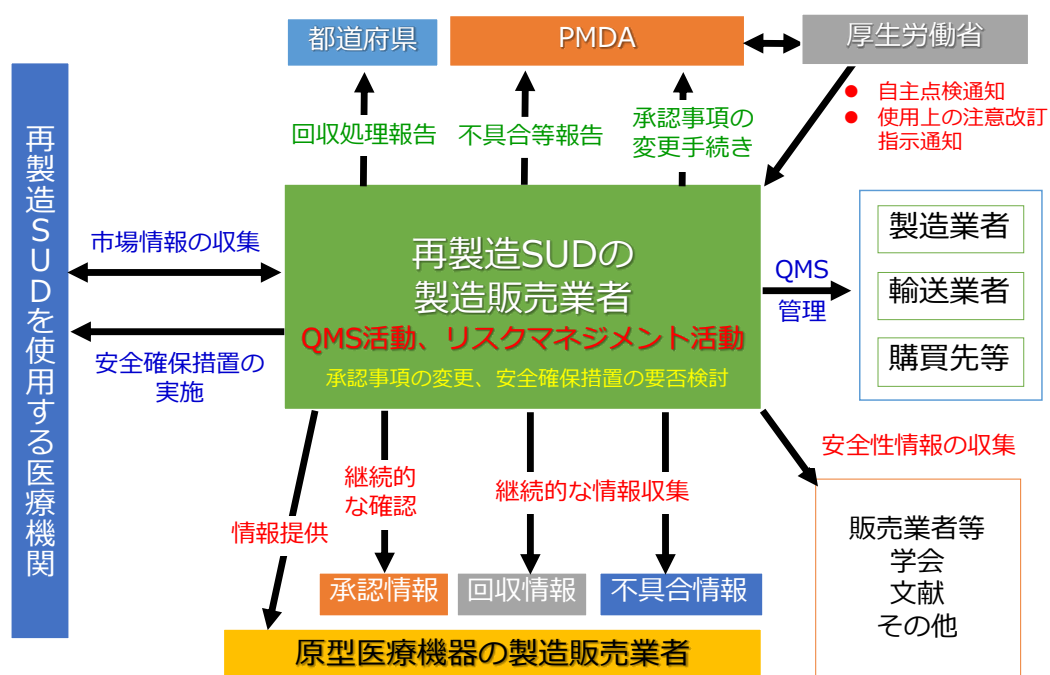 都道府県
PMDA
厚生労働省
自主点検通知
使用上の注意改訂
指示通知
回収処理報告
不具合等報告
承認事項の
変更手続き
再製造SUDを使用する医療機関
市場情報の収集
安全確保措置の
実施
再製造SUDの
製造販売業者
QMS活動、リスクマネジメント活動
承認事項の変更、安全確保措置の要否検討
QMS
管理
製造業者
輸送業者
購買先等
安全性情報の収集
販売業者等
学会
文献
その他
情報提供
継続的
な確認
継続的な情報収集
承認情報
回収情報
不具合情報
原型医療機器の製造販売業者